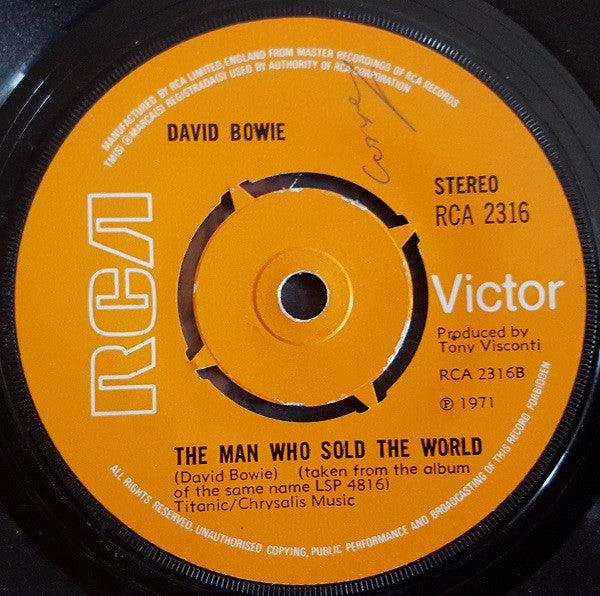 MANUFACTURED BY RCA LIMITED, ENGLAND FROM MASTER RECORDINGS OF RCA RECORDS
TM(S) ® MARCA(S) REGISTRADA(S) USED BY AUTHORITY OF RCA CORPORATION
DAVID BOWIE
STEREO
RCA 2316
RCA
Victor
Produced by
Tony Visconti
RCA 2316B
℗ 1971
THE MAN WHO SOLD THE WORLD
(David Bowie) (taken from the album
of the same name LSP 4816)
Titanic/Chrysalis Music
ALL RIGHTS RESERVED. UNAUTHORISED COPYING, PUBLIC PERFORMANCE AND BROADCASTING OF THIS RECORD FORBIDDEN